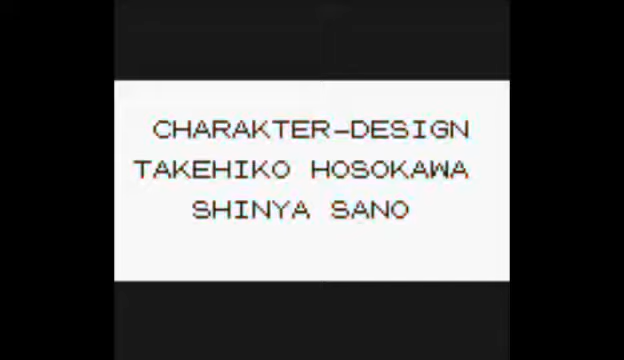 CHARAKTER-DESIGN
TAKEHIKO HOSOKAWA
SHINYA SANO